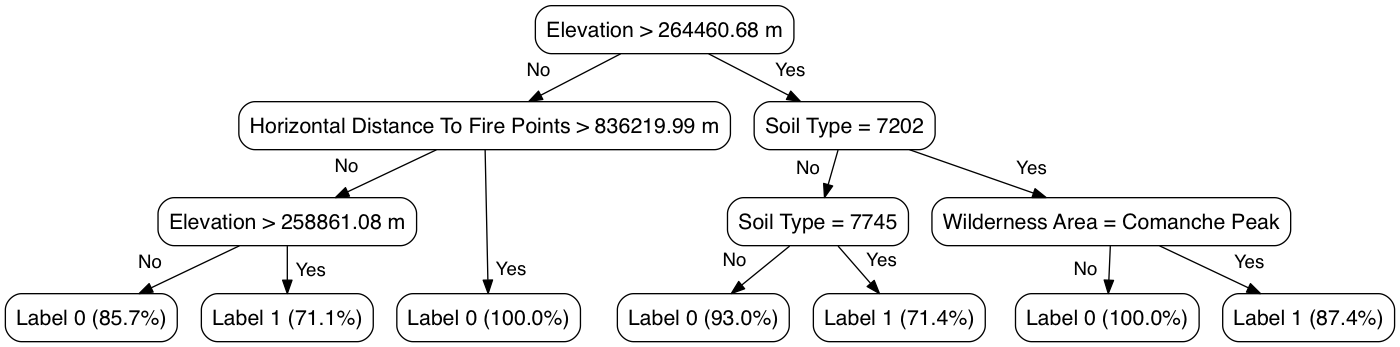 Elevation > 264460.68 m
No
Yes
Horizontal Distance To Fire Points > 836219.99 m
Soil Type = 7202
No
No
Yes
Elevation > 258861.08 m
Soil Type = 7745
Wilderness Area = Comanche Peak
No
Yes
Yes
No
Yes
No
Yes
Label 0 (85.7%)
Label 1 (71.1%)
Label 0 (100.0%)
Label 0 (93.0%)
Label 1 (71.4%)
Label 0 (100.0%)
Label 1 (87.4%)